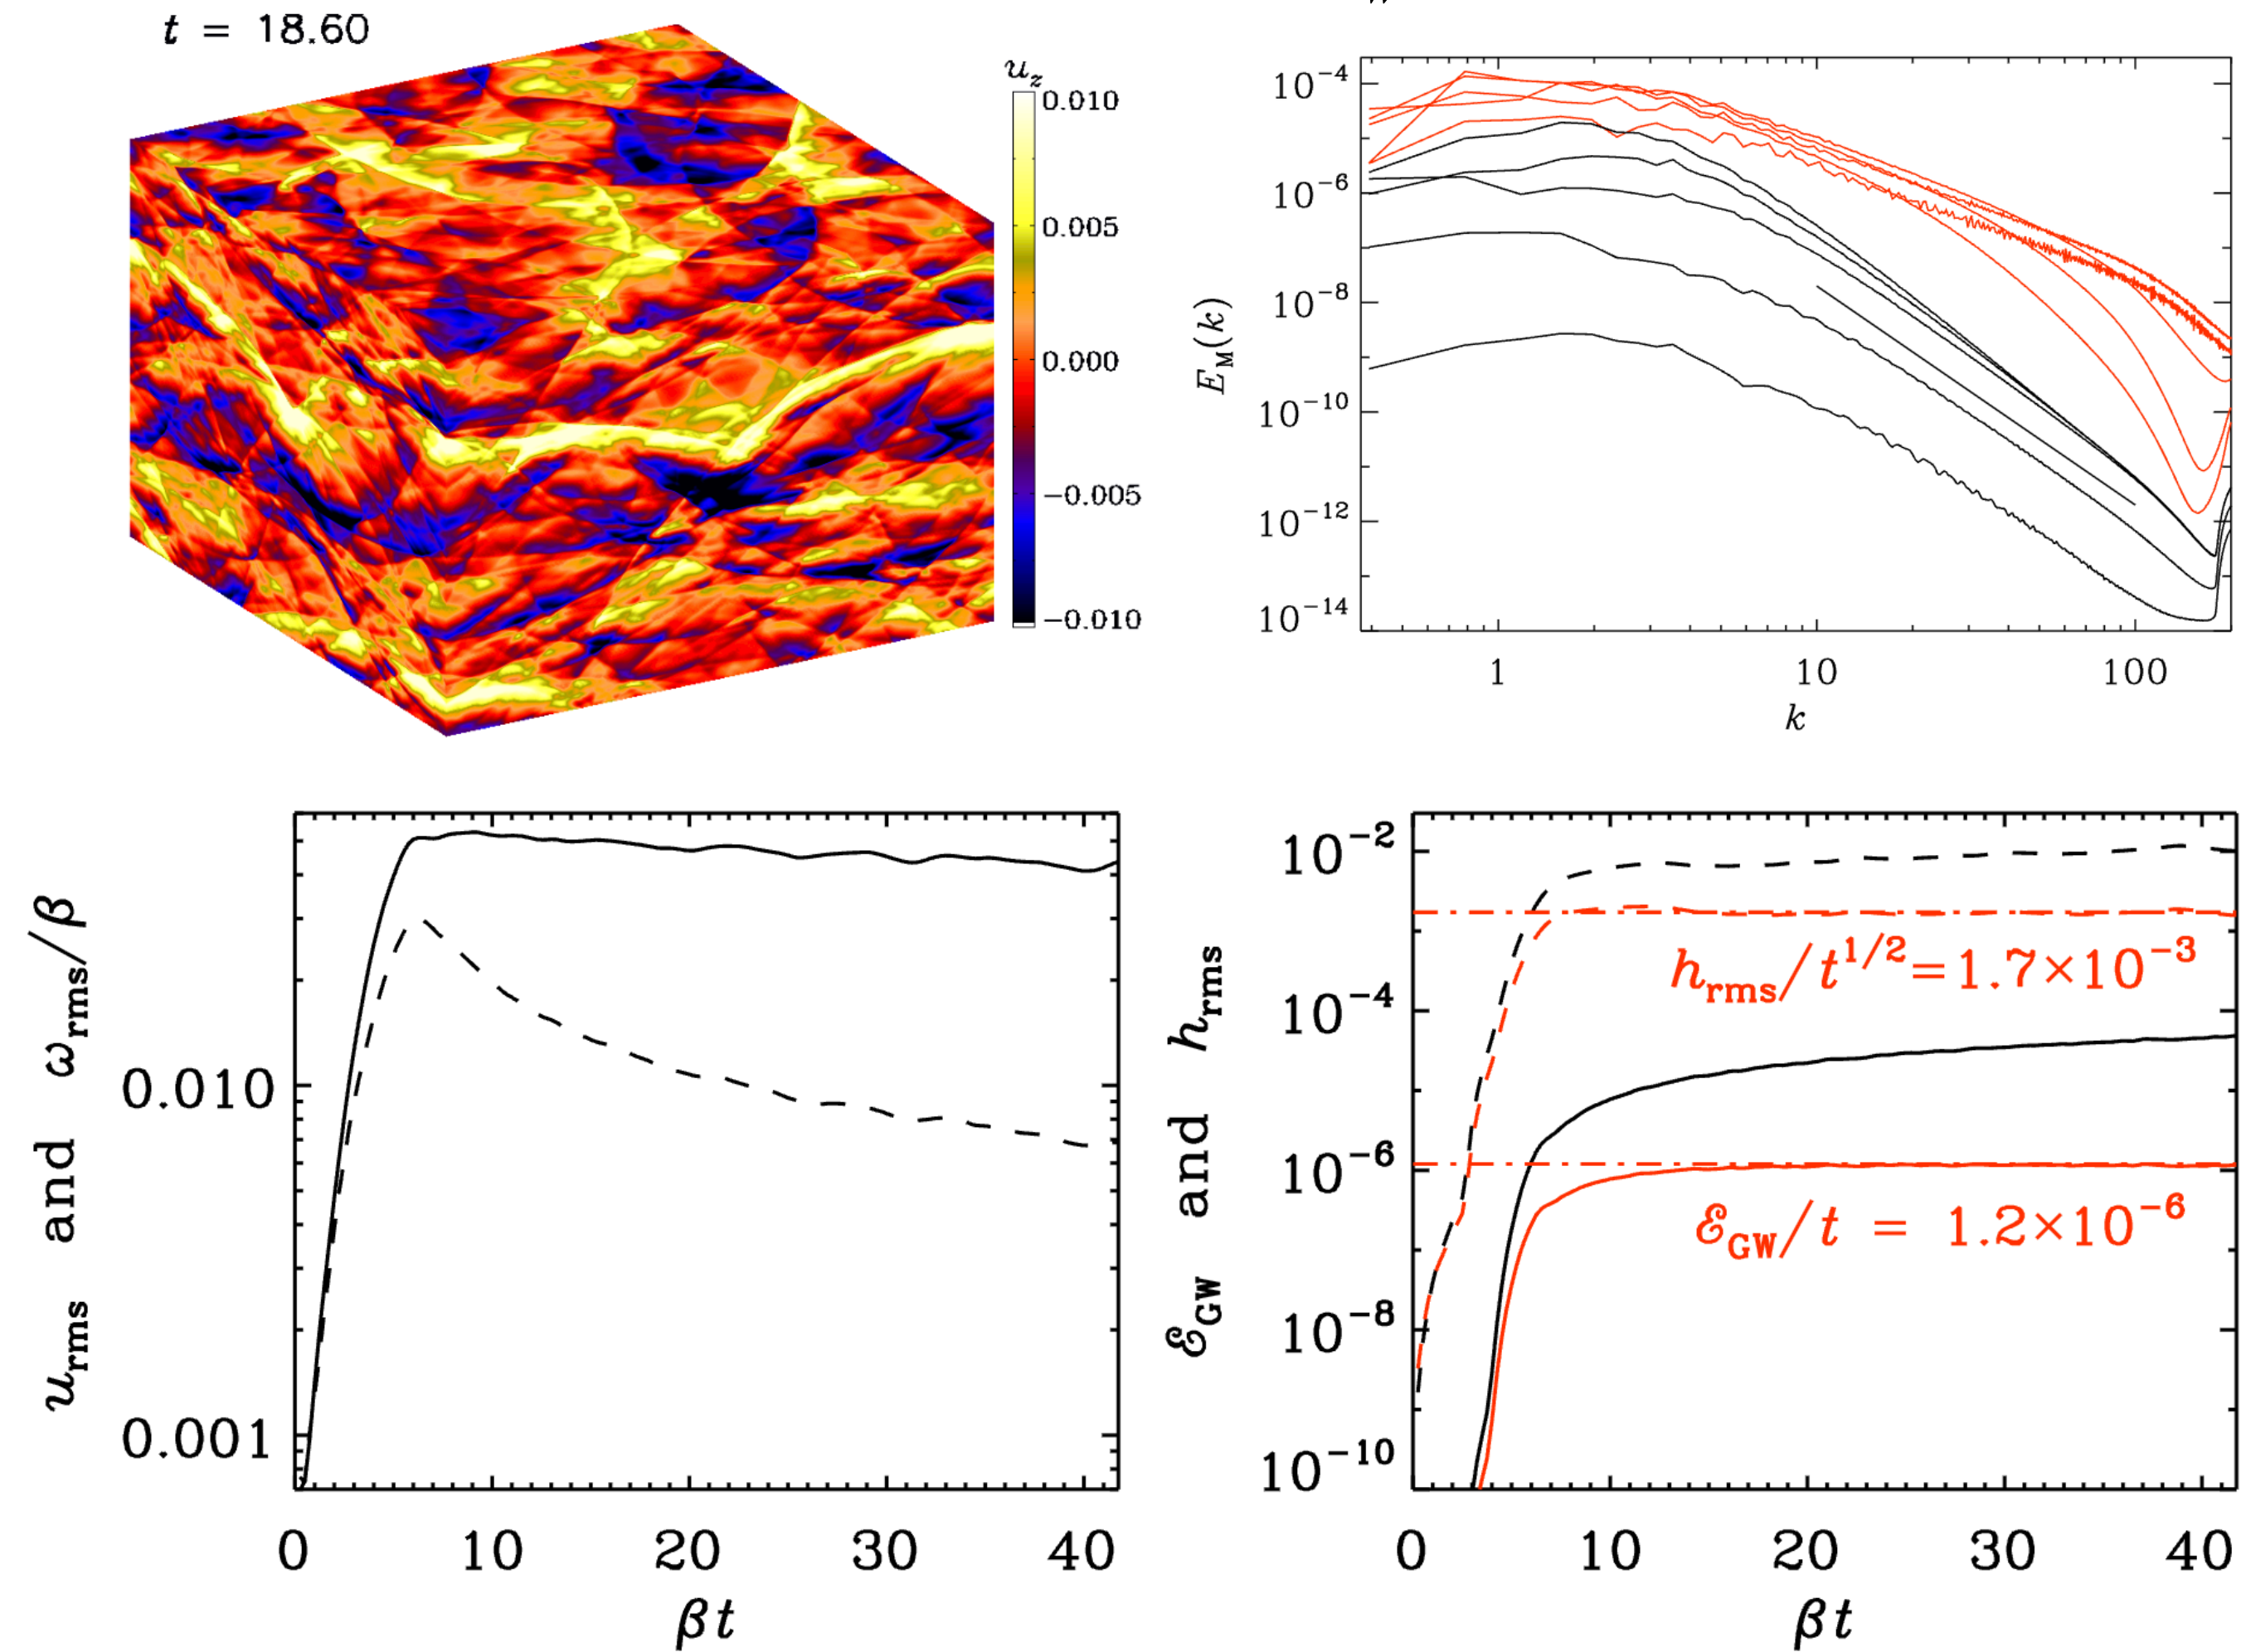 t = 18.60
u_z
0.010
0.005
0.000
−0.005
−0.010
10^{-4}
10^{-6}
10^{-8}
10^{-10}
10^{-12}
10^{-14}
E_M(k)
1 10 100
k
u_rms and ω_rms/β
0.010
0.001
0 10 20 30 40
βt
ℰ_GW and h_rms
10^{-2}
10^{-4}
10^{-6}
10^{-8}
10^{-10}
h_rms/t^{1/2}=1.7×10^{-3}
ℰ_GW/t = 1.2×10^{-6}
0 10 20 30 40
βt